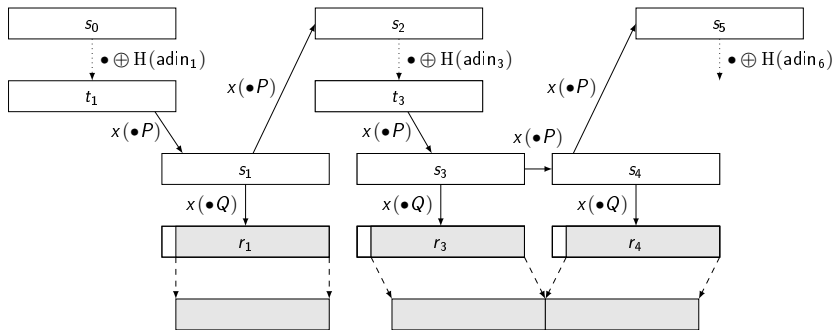 s₀ s₂ s₅
• ⊕ H(adin₁) • ⊕ H(adin₃) • ⊕ H(adin₆)
t₁ x(•P) t₃ x(•P)
x(•P) x(•P) x(•P)
s₁ s₃ s₄
x(•Q) x(•Q) x(•Q)
r₁ r₃ r₄